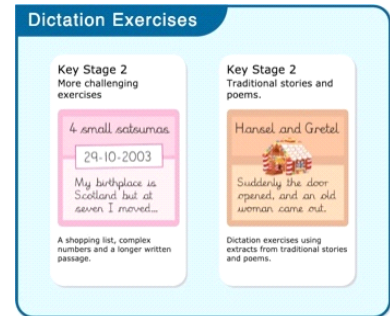 Dictation Exercises
Key Stage 2
More challenging
exercises
4 small satsumas
29-10-2003
My birthplace is
Scotland but at
seven I moved...
A shopping list, complex
numbers and a longer written
passage.
Key Stage 2
Traditional stories and
poems.
Hansel and Gretel
Suddenly the door
opened, and an old
woman came out.
Dictation exercises using
extracts from traditional stories
and poems.